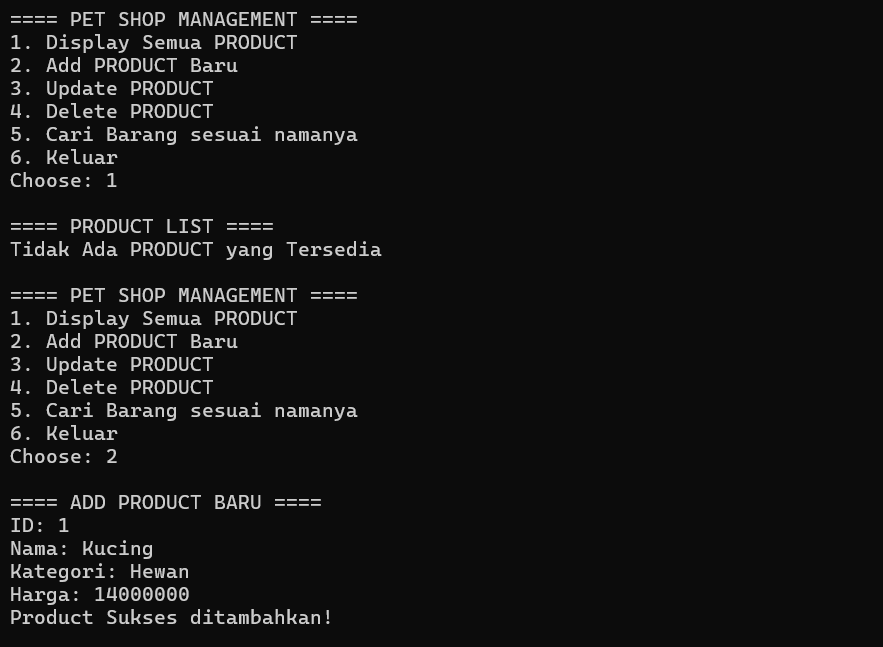 ==== PET SHOP MANAGEMENT ====
1. Display Semua PRODUCT
2. Add PRODUCT Baru
3. Update PRODUCT
4. Delete PRODUCT
5. Cari Barang sesuai namanya
6. Keluar
Choose: 1

==== PRODUCT LIST ====
Tidak Ada PRODUCT yang Tersedia

==== PET SHOP MANAGEMENT ====
1. Display Semua PRODUCT
2. Add PRODUCT Baru
3. Update PRODUCT
4. Delete PRODUCT
5. Cari Barang sesuai namanya
6. Keluar
Choose: 2

==== ADD PRODUCT BARU ====
ID: 1
Nama: Kucing
Kategori: Hewan
Harga: 14000000
Product Sukses ditambahkan!